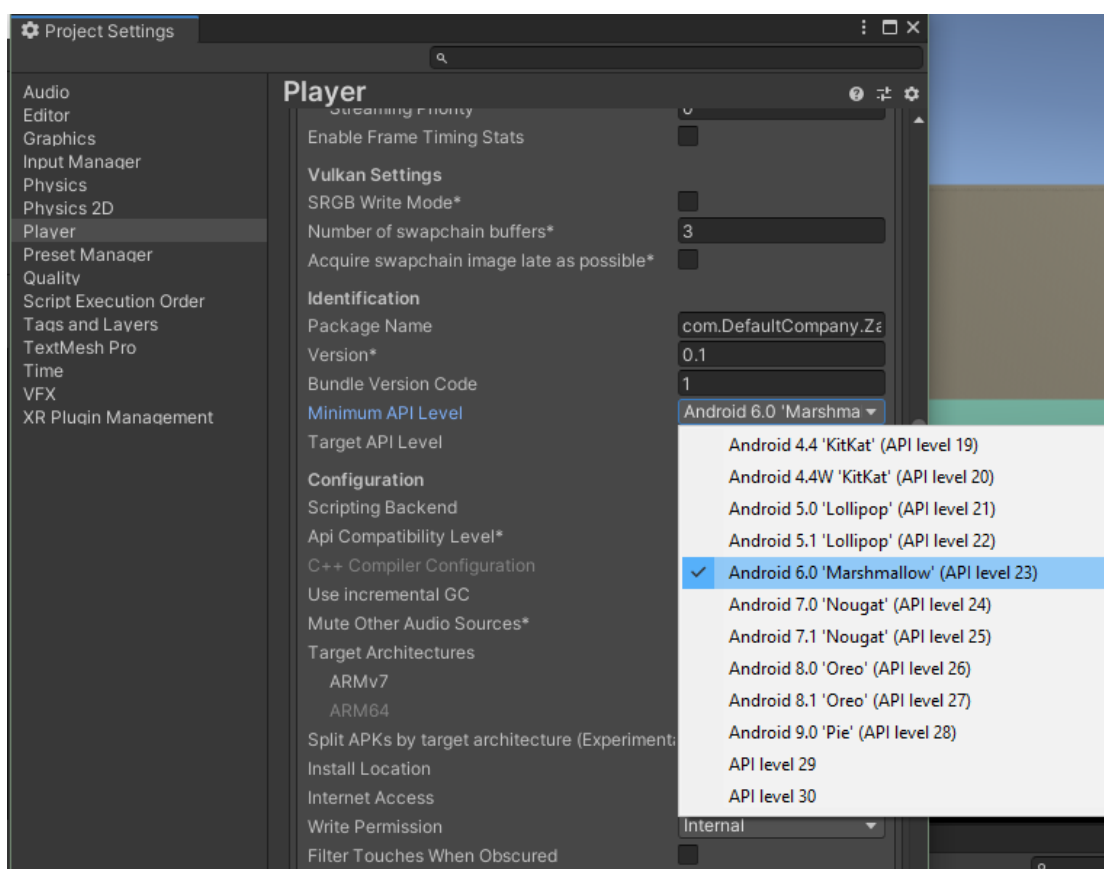 Project Settings
Audio
Editor
Graphics
Input Manager
Physics
Physics 2D
Player
Preset Manager
Quality
Script Execution Order
Tags and Layers
TextMesh Pro
Time
VFX
XR Plugin Management
Player
Streaming Priority 0
Enable Frame Timing Stats
Vulkan Settings
SRGB Write Mode*
Number of swapchain buffers* 3
Acquire swapchain image late as possible*
Identification
Package Name com.DefaultCompany.Za
Version* 0.1
Bundle Version Code 1
Minimum API Level Android 6.0 'Marshma
Target API Level
Configuration
Scripting Backend
Api Compatibility Level*
C++ Compiler Configuration
Use incremental GC
Mute Other Audio Sources*
Target Architectures
ARMv7
ARM64
Split APKs by target architecture (Experimenta
Install Location
Internet Access
Write Permission Internal
Filter Touches When Obscured
Android 4.4 'KitKat' (API level 19)
Android 4.4W 'KitKat' (API level 20)
Android 5.0 'Lollipop' (API level 21)
Android 5.1 'Lollipop' (API level 22)
Android 6.0 'Marshmallow' (API level 23)
Android 7.0 'Nougat' (API level 24)
Android 7.1 'Nougat' (API level 25)
Android 8.0 'Oreo' (API level 26)
Android 8.1 'Oreo' (API level 27)
Android 9.0 'Pie' (API level 28)
API level 29
API level 30